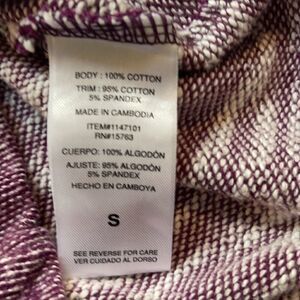 BODY : 100% COTTON
TRIM : 95% COTTON
5% SPANDEX
MADE IN CAMBODIA
ITEM#1147101
RN#15763
CUERPO: 100% ALGODÓN
AJUSTE: 95% ALGODÓN
5% SPANDEX
HECHO EN CAMBOYA
S
SEE REVERSE FOR CARE
VER CUIDADO AL DORSO